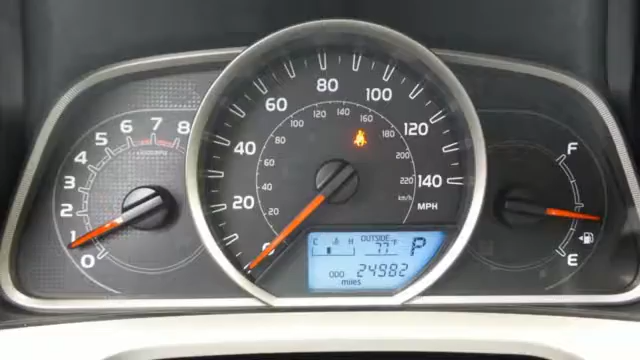 0 1 2 3 4 5 6 7 8
0 20 40 60 80 100 120 140
MPH
20 40 60 80 100 120 140 160 180 200 220
km/h
C H
OUTSIDE
77°F
P
ODO 24982
miles
F
E